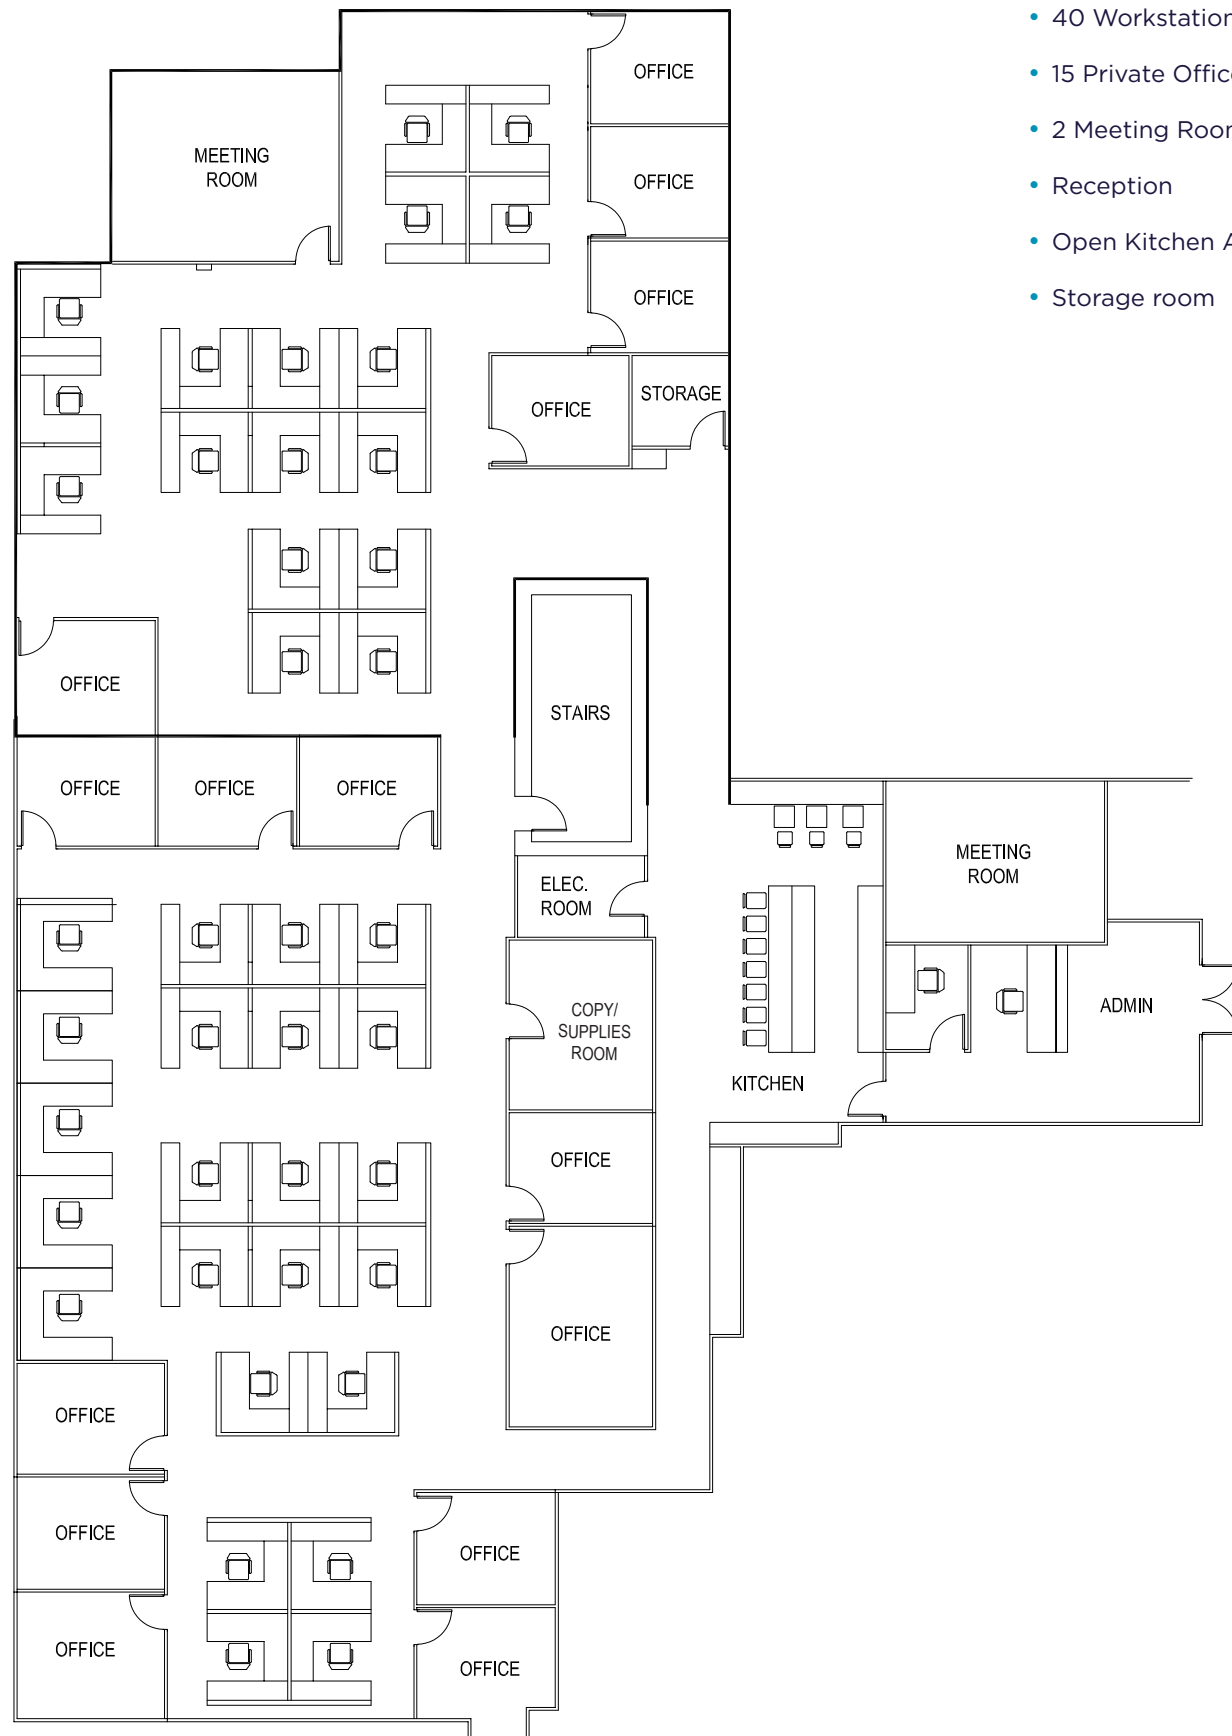 • 40 Workstation
• 15 Private Offic
• 2 Meeting Roo
• Reception
• Open Kitchen
• Storage room
OFFICE
MEETING
ROOM
OFFICE
OFFICE
STORAGE
OFFICE
OFFICE
STAIRS
OFFICE
OFFICE
OFFICE
MEETING
ROOM
ELEC.
ROOM
ADMIN
COPY/
SUPPLIES
ROOM
KITCHEN
OFFICE
OFFICE
OFFICE
OFFICE
OFFICE
OFFICE
OFFICE